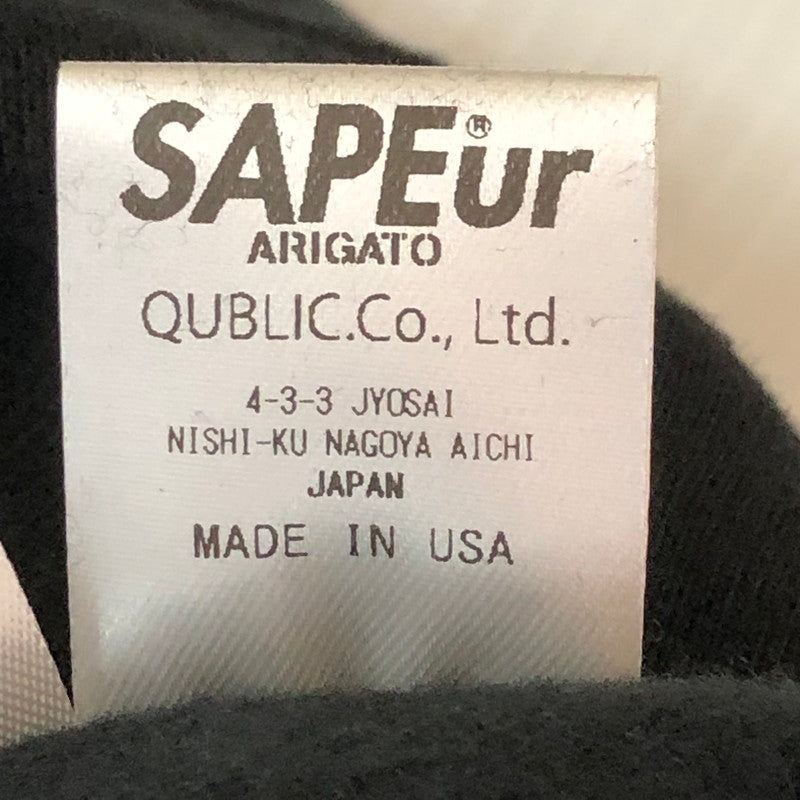 SAPEur®
ARIGATO
QUBLIC.Co., Ltd.
4-3-3 JYOSAI
NISHI-KU NAGOYA AICHI
JAPAN
MADE IN USA